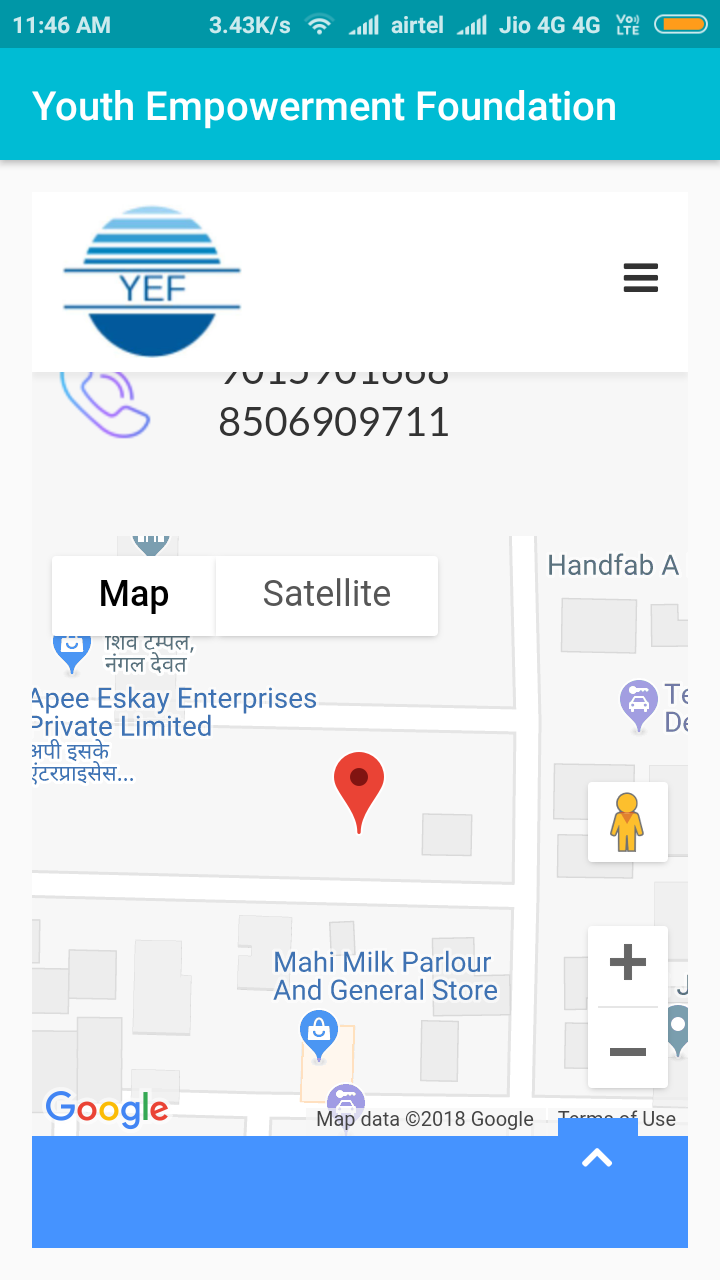 11:46 AM 3.43K/s airtel Jio 4G 4G Vo) LTE
Youth Empowerment Foundation
YEF
8506909711
Map Satellite
Handfab A
शिव टेम्पल,
नंगल देवत
Apee Eskay Enterprises
Private Limited
अपी इसके
एंटरप्राइसेस...
Te
De
Mahi Milk Parlour
And General Store
J
Google
Map data ©2018 Google
Terms of Use